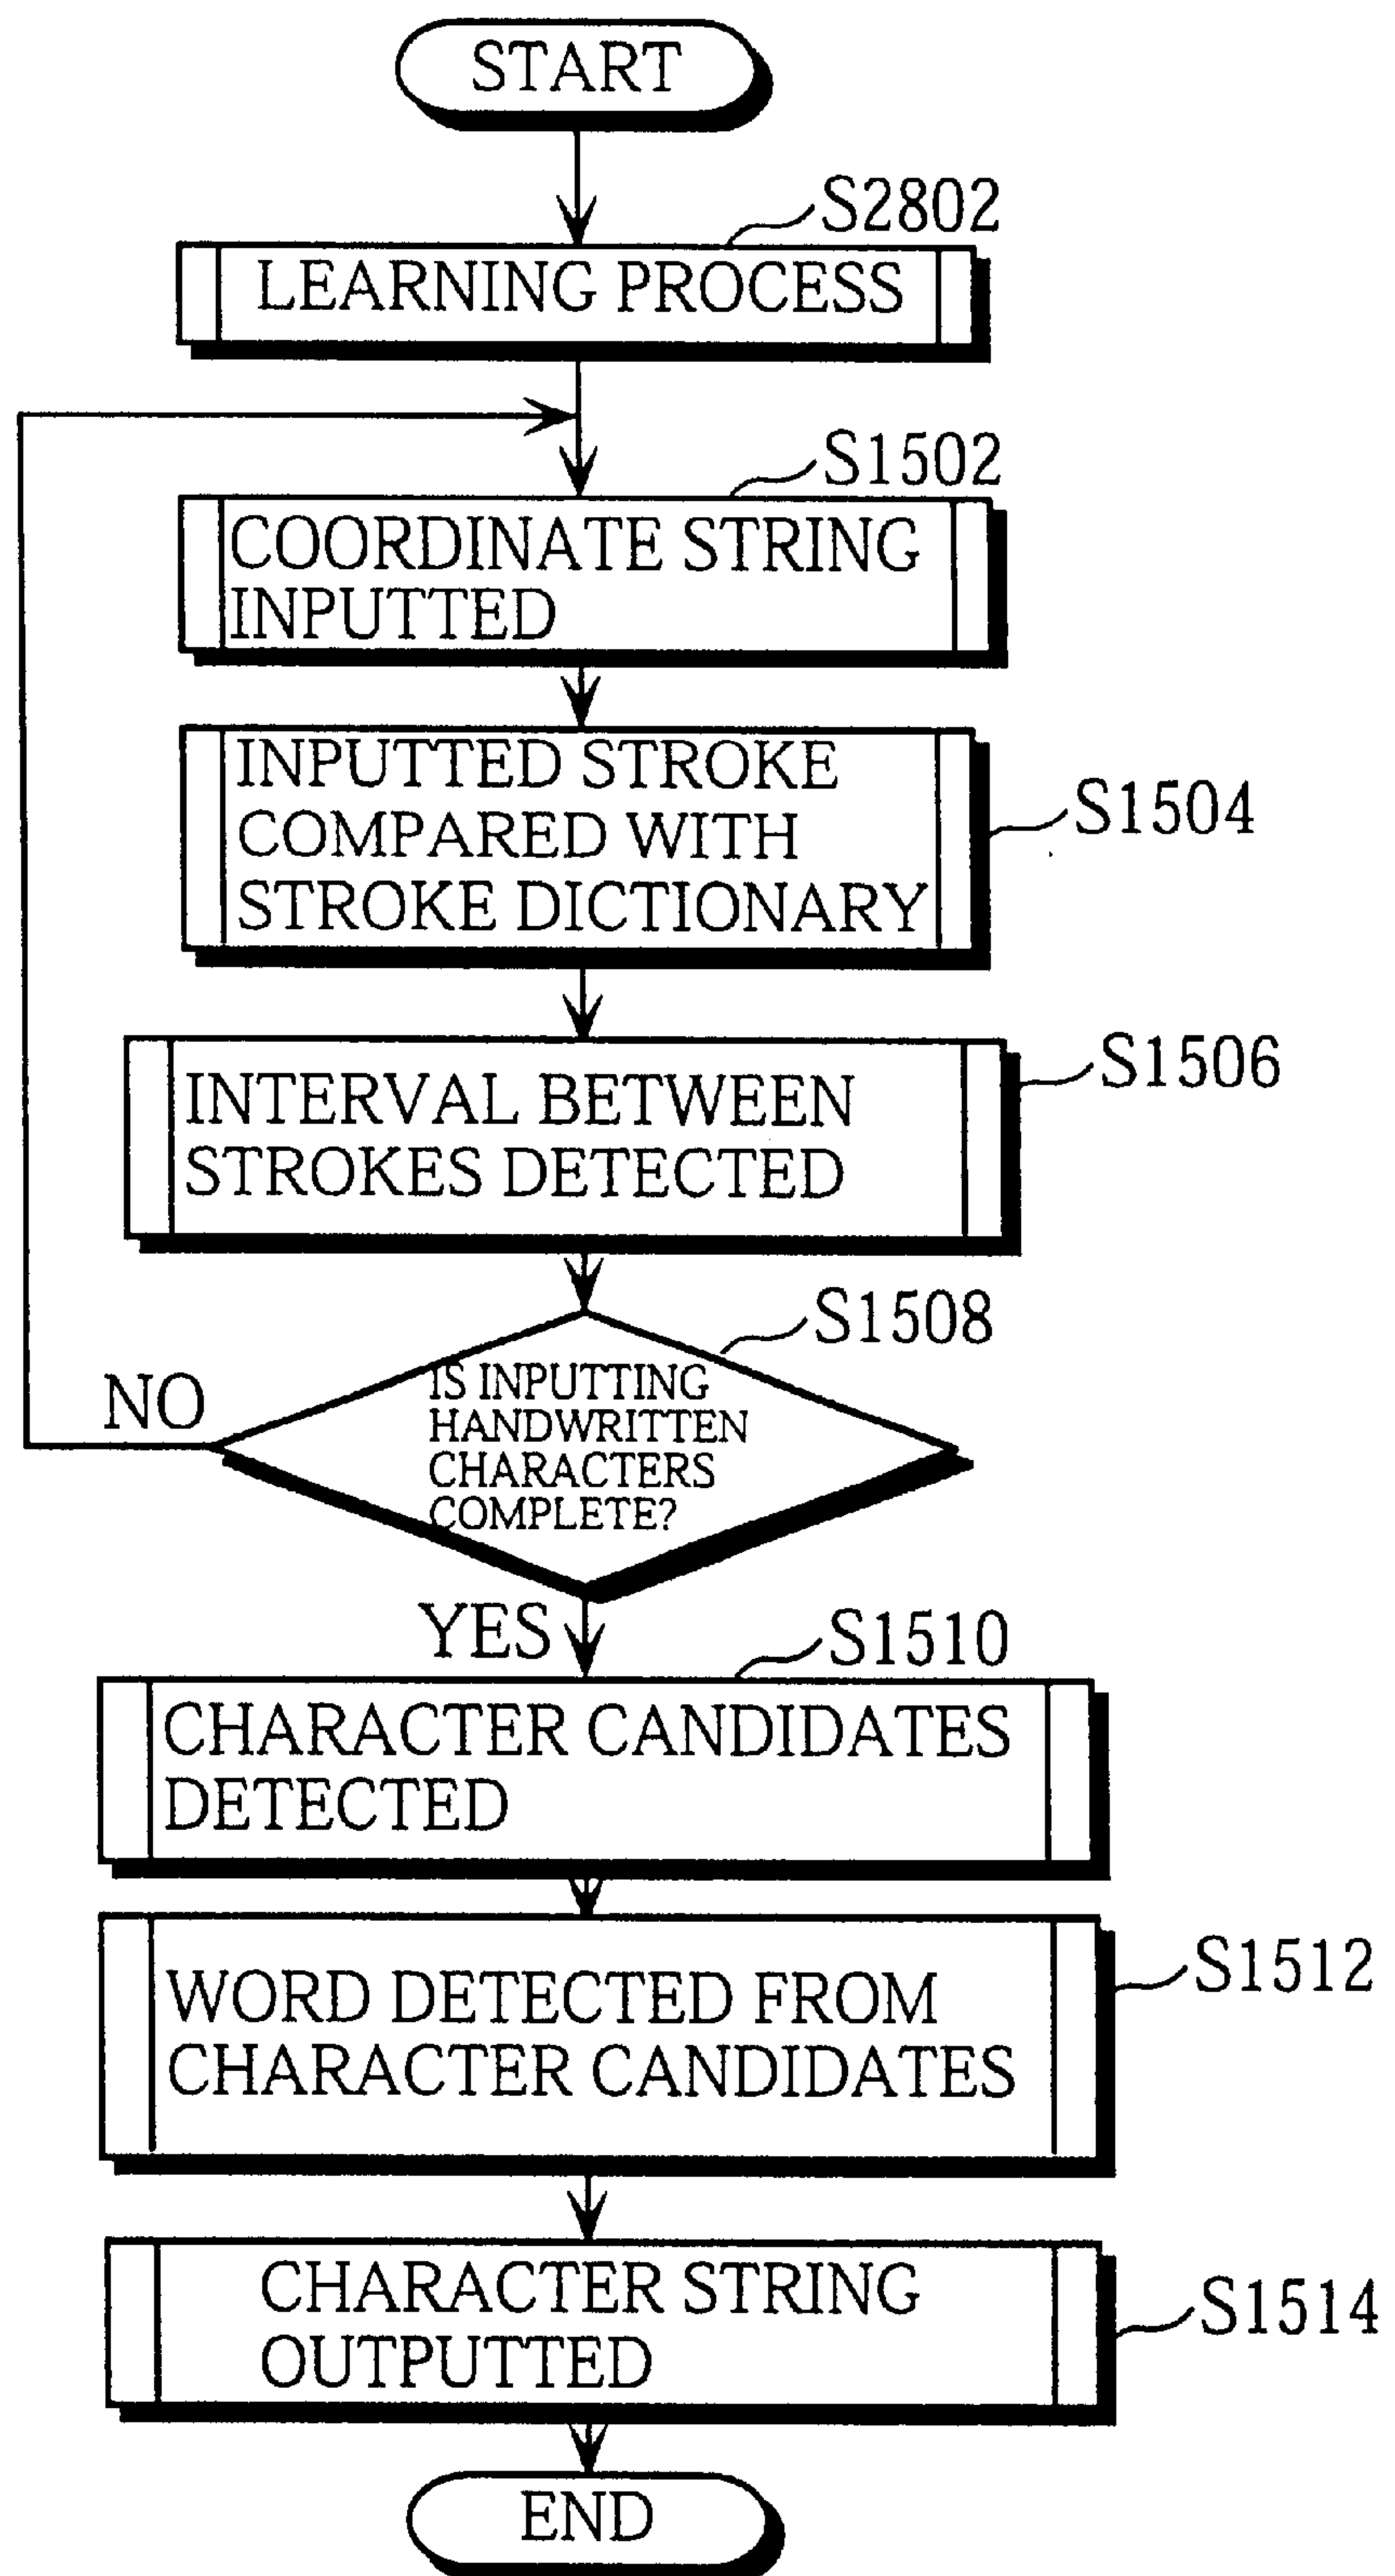 START
S2802
LEARNING PROCESS
S1502
COORDINATE STRING
INPUTTED
INPUTTED STROKE
COMPARED WITH
STROKE DICTIONARY
S1504
INTERVAL BETWEEN
STROKES DETECTED
S1506
S1508
IS INPUTTING
HANDWRITTEN
CHARACTERS
COMPLETE?
NO
YES
S1510
CHARACTER CANDIDATES
DETECTED
WORD DETECTED FROM
CHARACTER CANDIDATES
S1512
CHARACTER STRING
OUTPUTTED
S1514
END